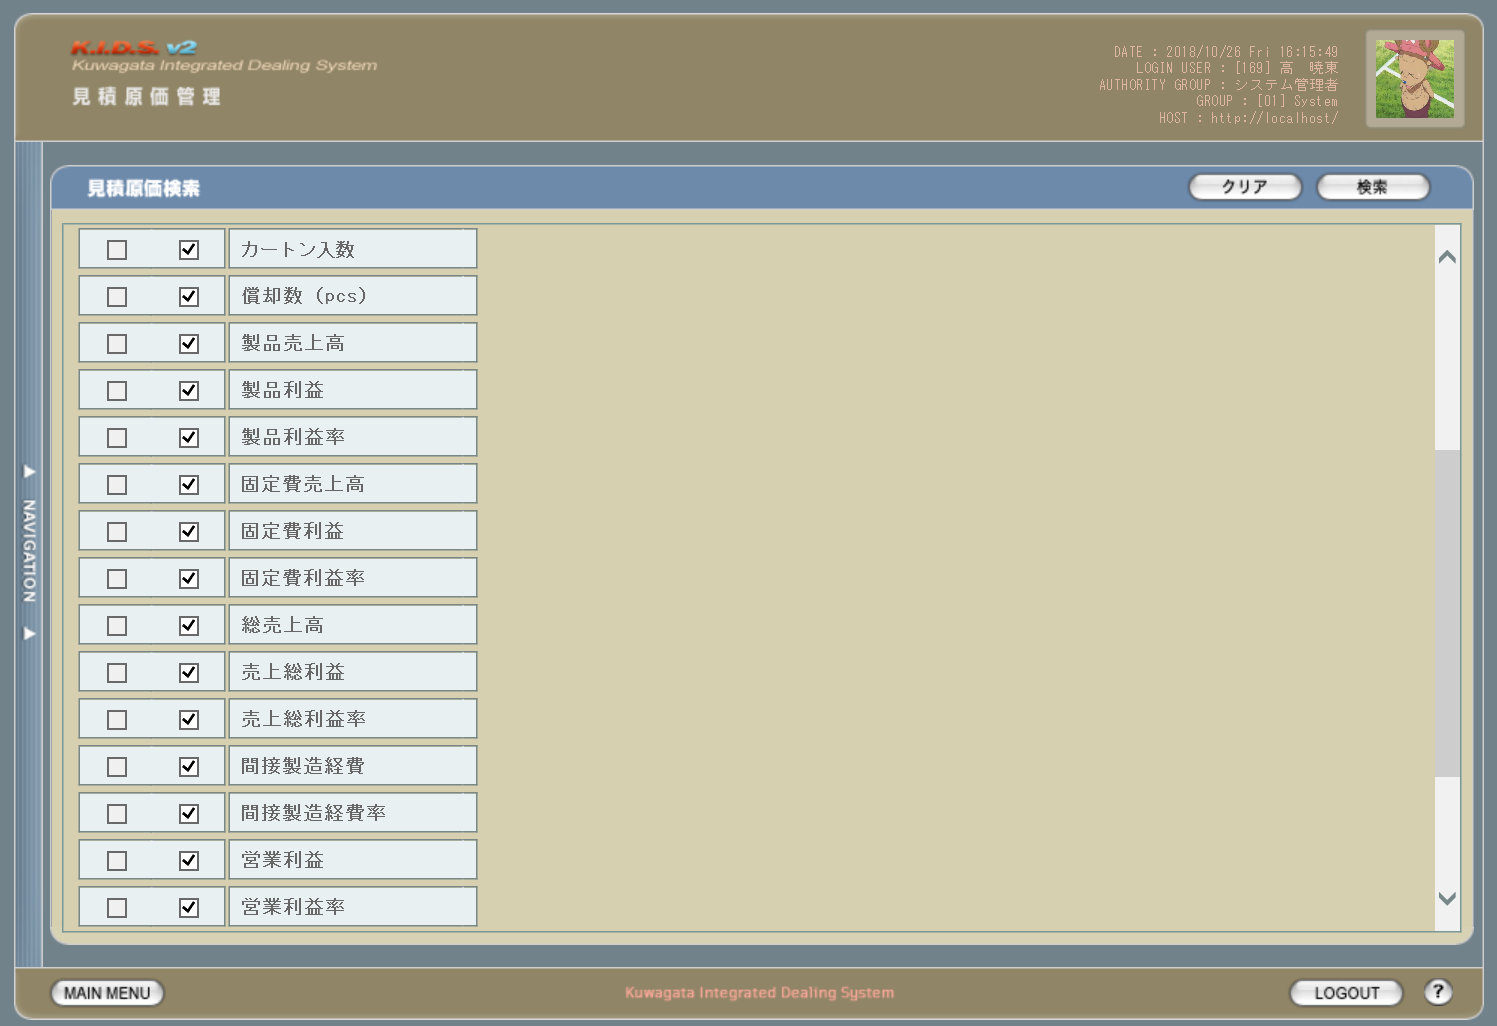 K.I.D.S. v2
Kuwagata Integrated Dealing System
見積原価管理
DATE : 2018/10/26 Fri 16:15:49
LOGIN USER : [169] 高　暁東
AUTHORITY GROUP : システム管理者
GROUP : [01] System
HOST : http://localhost/
見積原価検索
クリア
検索
カートン入数
償却数（pcs）
製品売上高
製品利益
製品利益率
固定費売上高
固定費利益
固定費利益率
総売上高
売上総利益
売上総利益率
間接製造経費
間接製造経費率
営業利益
営業利益率
NAVIGATION
MAIN MENU
Kuwagata Integrated Dealing System
LOGOUT
?